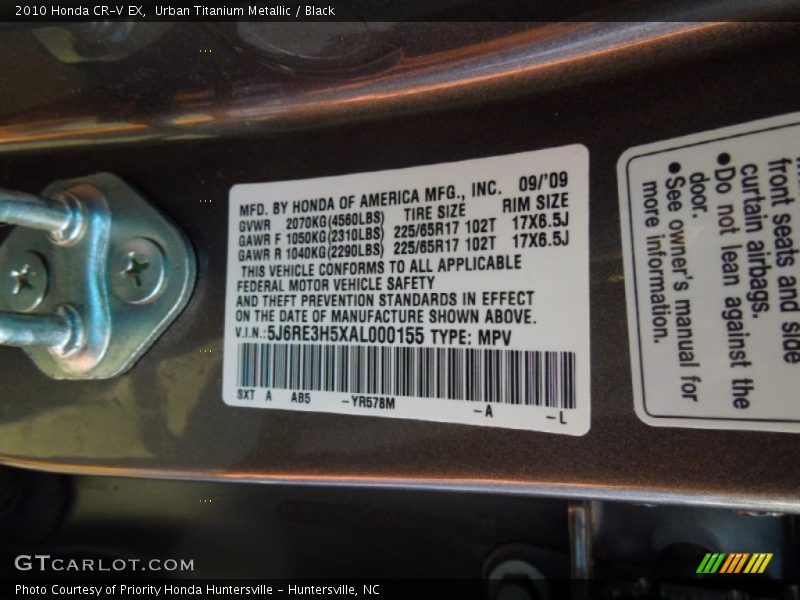 2010 Honda CR-V EX, Urban Titanium Metallic / Black
MFD. BY HONDA OF AMERICA MFG., INC. 09/'09
GVWR 2070KG(4560LBS) TIRE SIZE RIM SIZE
GAWR F 1050KG(2310LBS) 225/65R17 102T 17X6.5J
GAWR R 1040KG(2290LBS) 225/65R17 102T 17X6.5J
THIS VEHICLE CONFORMS TO ALL APPLICABLE
FEDERAL MOTOR VEHICLE SAFETY
AND THEFT PREVENTION STANDARDS IN EFFECT
ON THE DATE OF MANUFACTURE SHOWN ABOVE.
V.I.N.: 5J6RE3H5XAL000155 TYPE: MPV
SXT A AB5 -YR578M -A -L
front seats and side
curtain airbags.
•Do not lean against the
door.
•See owner's manual for
more information.
GTCARLOT.COM
Photo Courtesy of Priority Honda Huntersville - Huntersville, NC